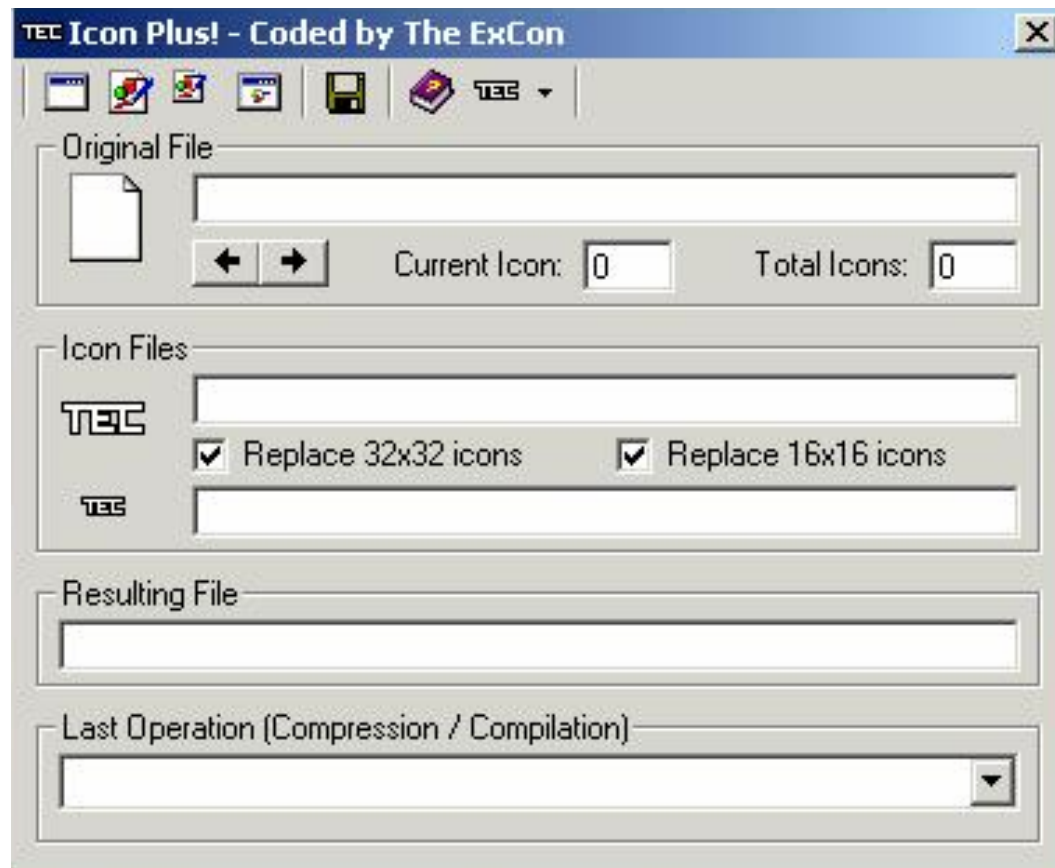 TEC Icon Plus! - Coded by The ExCon
TEC
Original File
Current Icon: 0 Total Icons: 0
Icon Files
TEC
Replace 32x32 icons Replace 16x16 icons
TEC
Resulting File
Last Operation (Compression / Compilation)